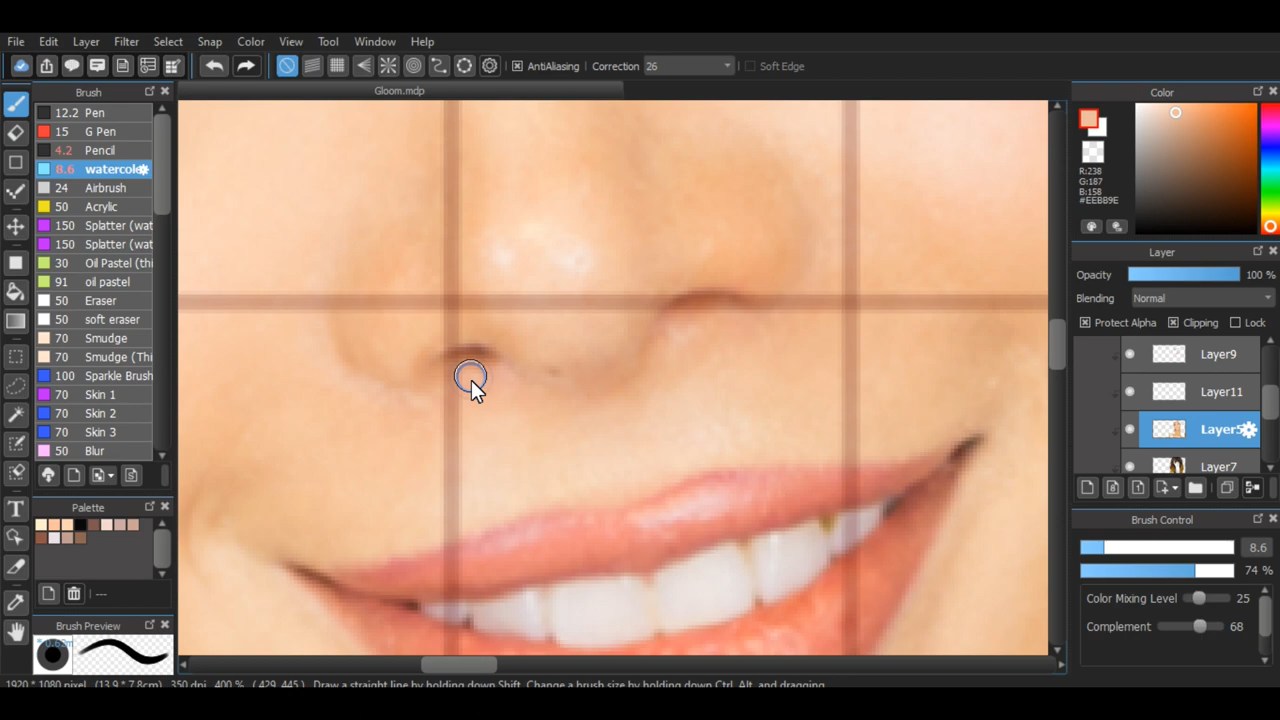 File Edit Layer Filter Select Snap Color View Tool Window Help
AntiAliasing Correction 26 Soft Edge
Brush
Gloom.mdp
Color
12.2 Pen
15 G Pen
4.2 Pencil
8.6 watercolo
24 Airbrush
50 Acrylic
150 Splatter (wat
150 Splatter (wat
30 Oil Pastel (thi
91 oil pastel
50 Eraser
50 soft eraser
70 Smudge
70 Smudge (Thi
100 Sparkle Brush
70 Skin 1
70 Skin 2
70 Skin 3
50 Blur
R:238
G:187
B:158
#EEBB9E
Layer
Opacity 100 %
Blending Normal
Protect Alpha Clipping Lock
Layer9
Layer11
Layer5
Layer7
Palette
---
Brush Preview
* 0.62m
Brush Control
8.6
74 %
Color Mixing Level 25
Complement 68
1920 * 1080 pixel (13.9 * 7.8cm) 350 dpi 400 % ( 429, 445 ) Draw a straight line by holding down Shift, Change a brush size by holding down Ctrl, Alt, and dragging